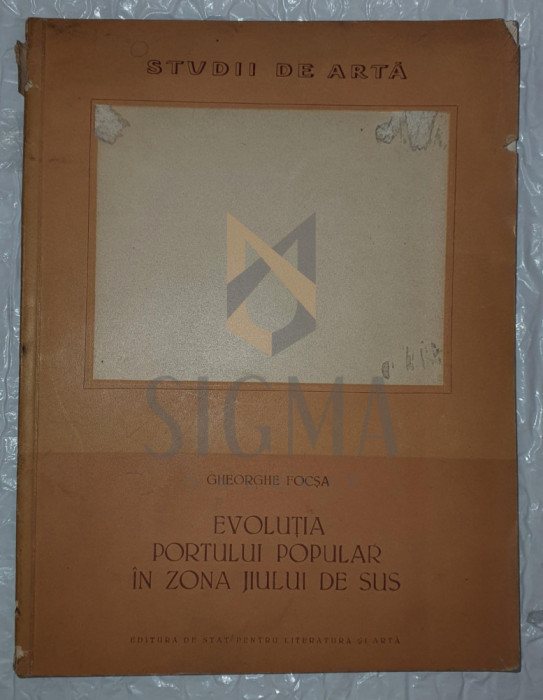 STUDII DE ARTĂ
SIGMA
GHEORGHE FOCȘA
EVOLUȚIA
PORTULUI POPULAR
ÎN ZONA JIULUI DE SUS
EDITURA DE STAT PENTRU LITERATURĂ ȘI ARTĂ